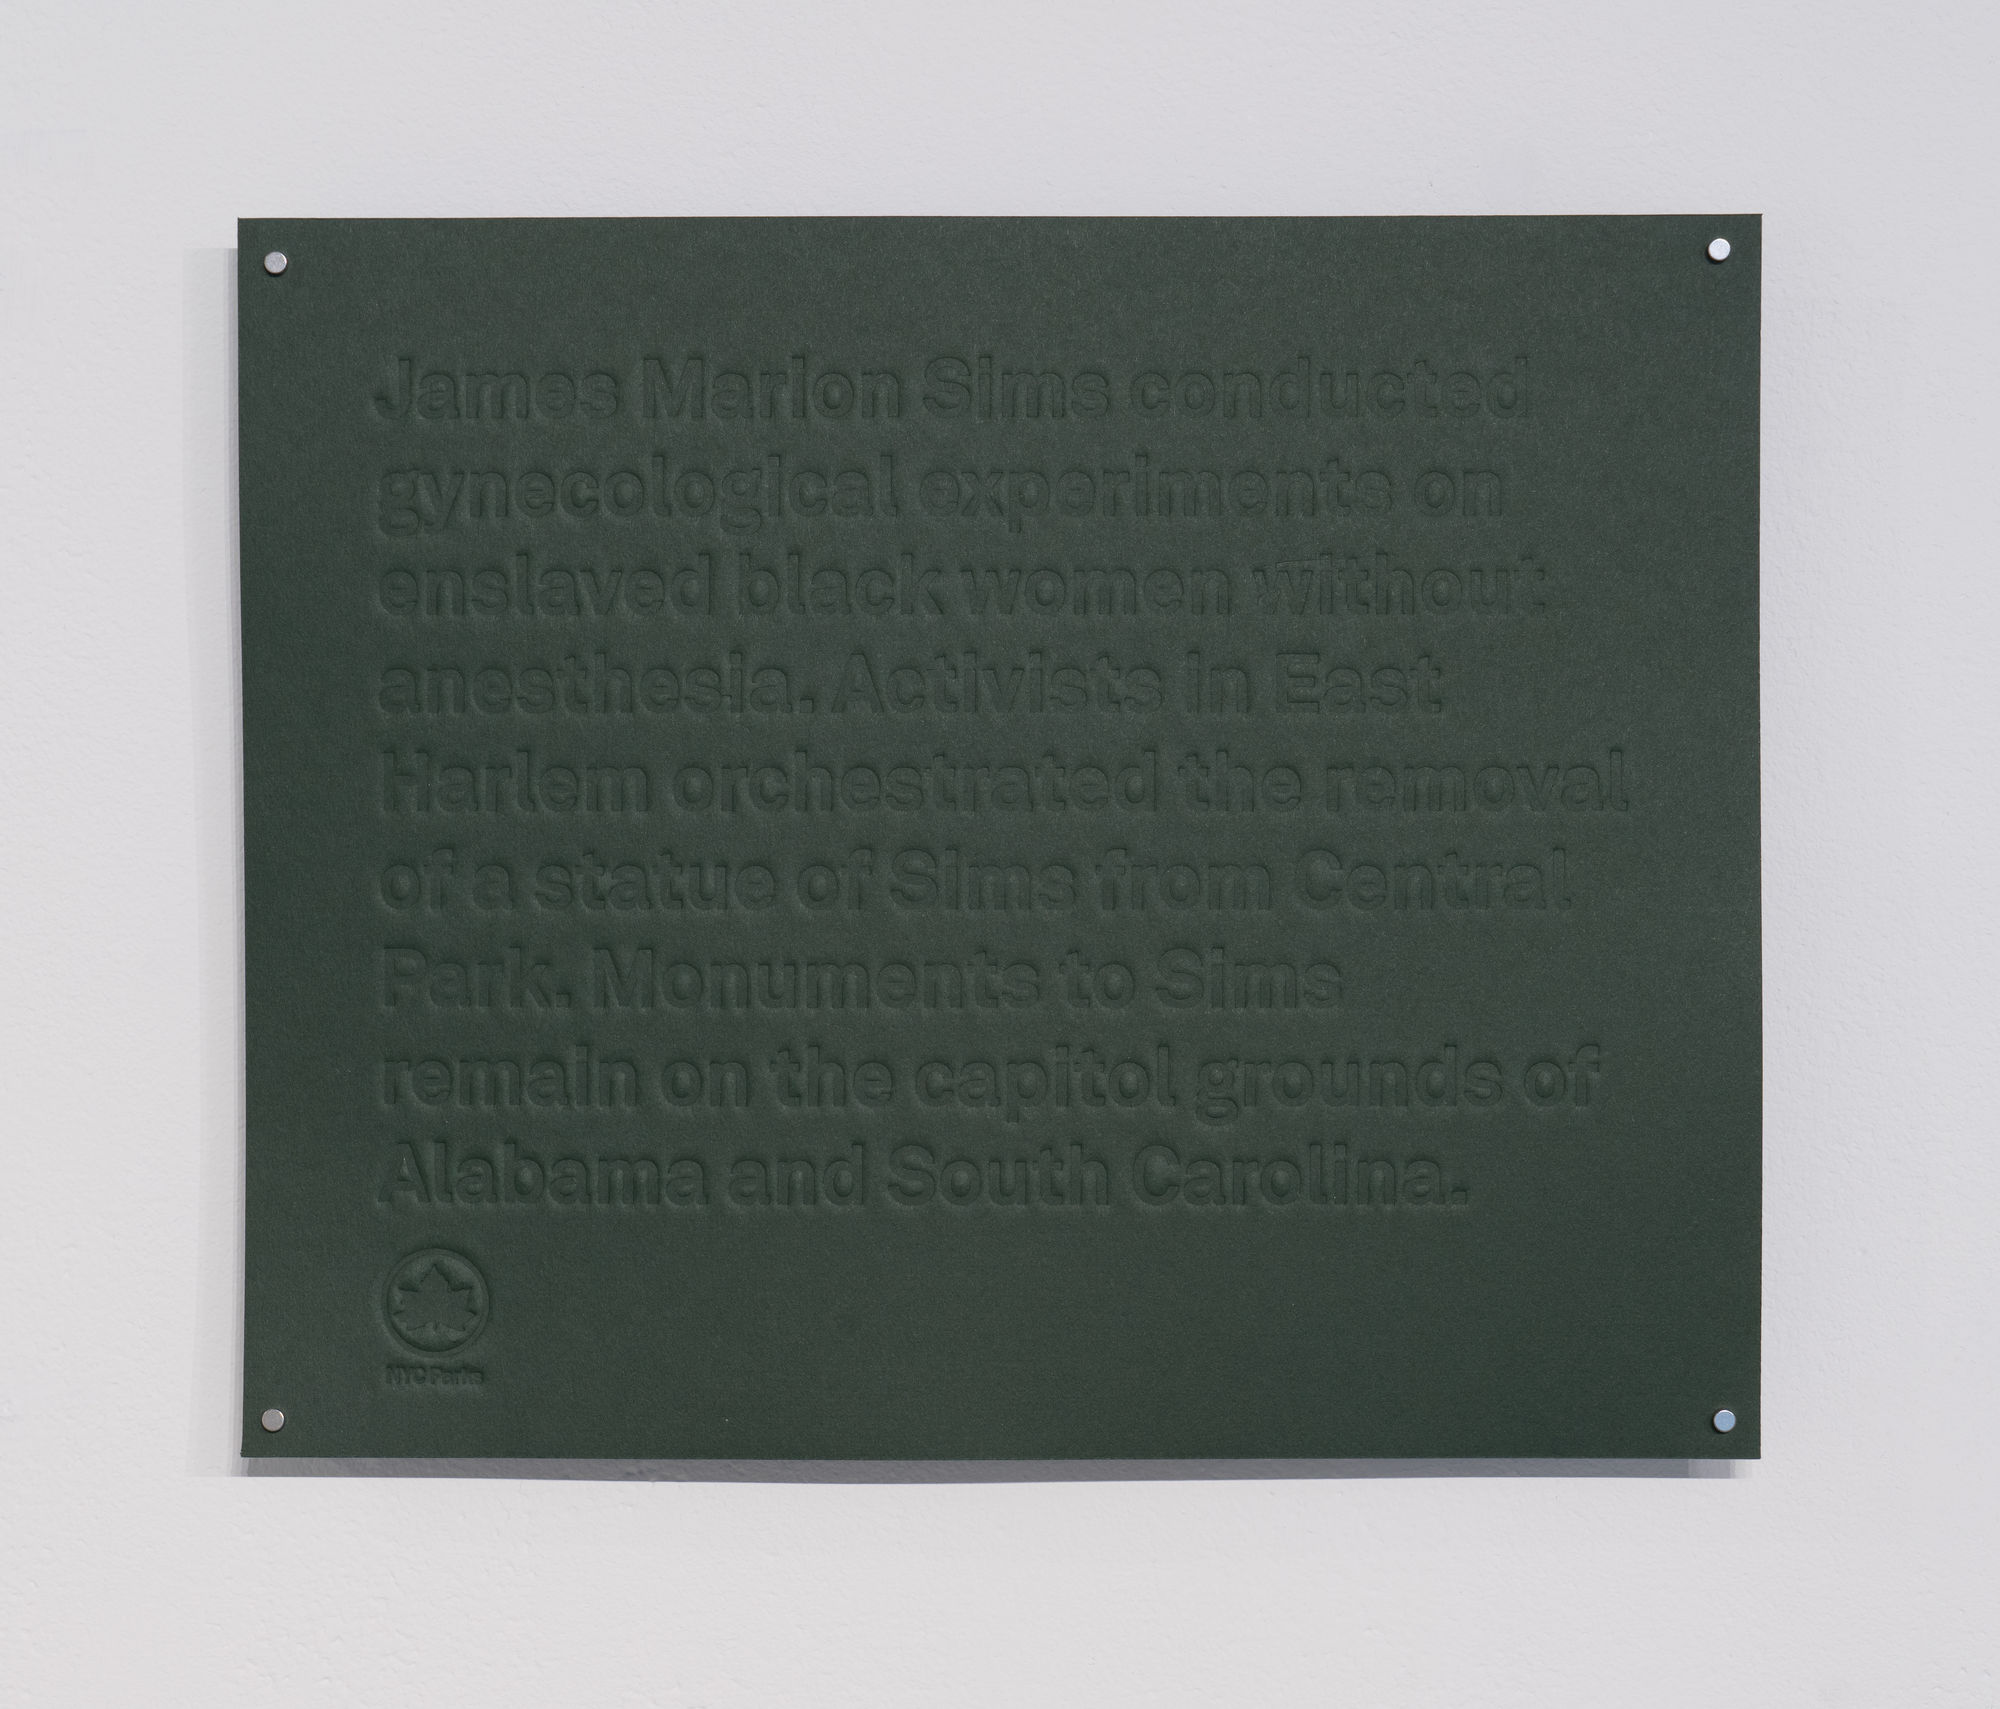 James Marion Sims conducted
gynecological experiments on
enslaved black women without
anesthesia. Activists in East
Harlem orchestrated the removal
of a statue of Sims from Central
Park. Monuments to Sims
remain on the capitol grounds of
Alabama and South Carolina.
NYC Parks